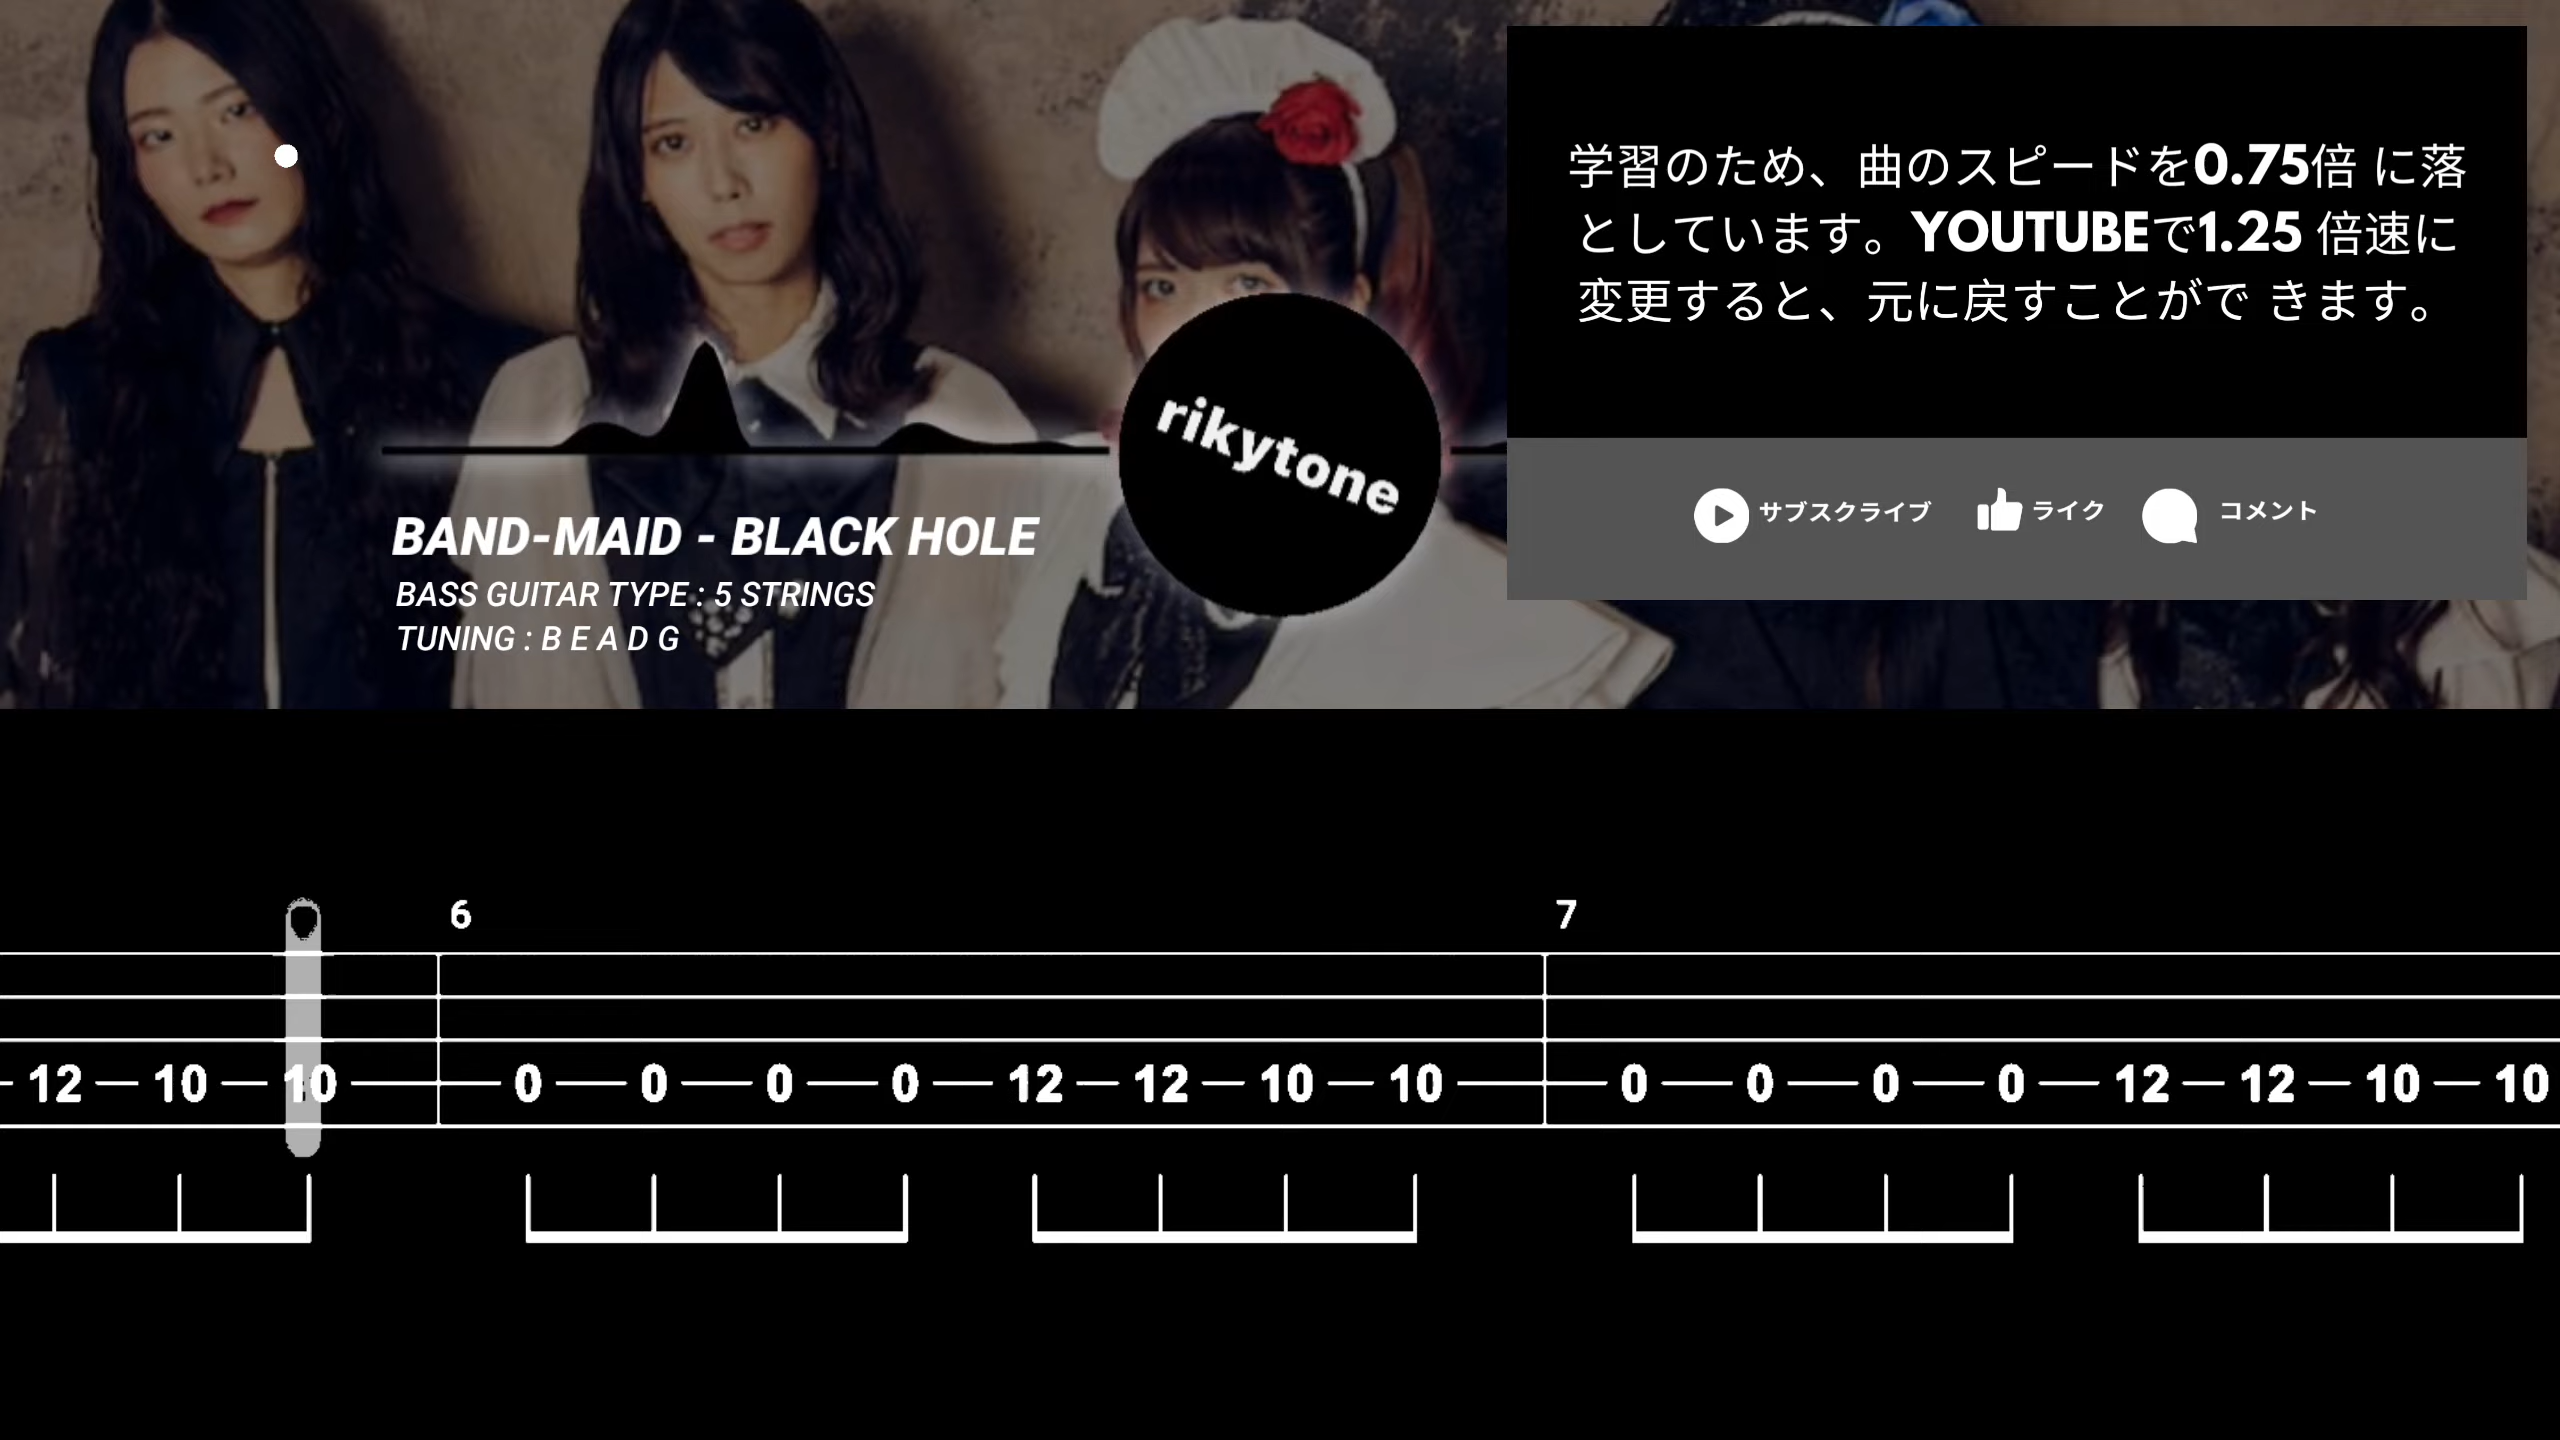 学習のため、曲のスピードを0.75倍 に落
としています。YOUTUBEで1.25 倍速に
変更すると、元に戻すことがで きます。
rikytone
サブスクライブ ライク コメント
BAND-MAID - BLACK HOLE
BASS GUITAR TYPE : 5 STRINGS
TUNING : B E A D G
6 7
12 10 10 0 0 0 0 12 12 10 10 0 0 0 0 12 12 10 10